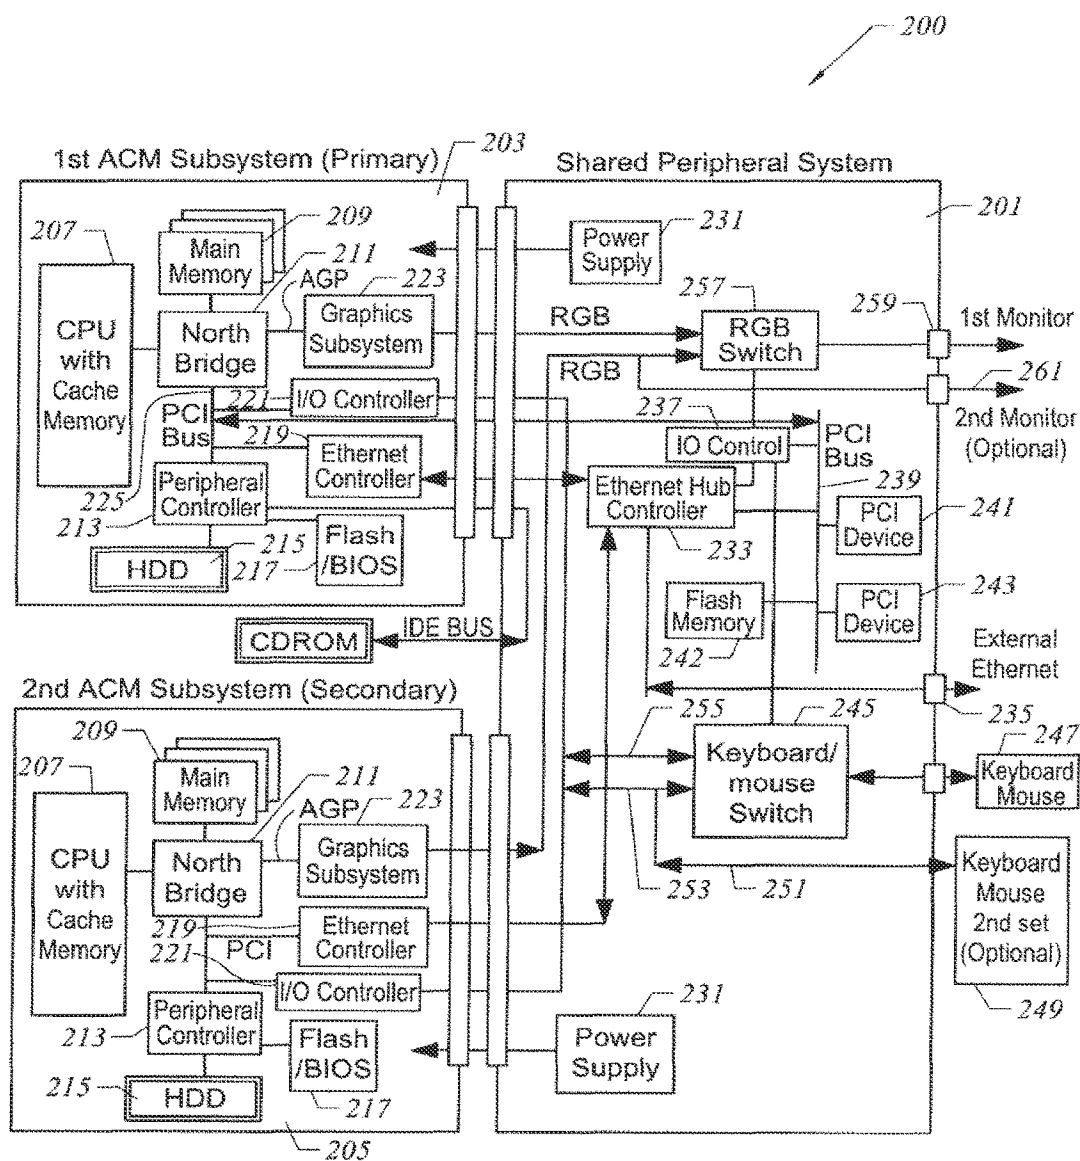 200
1st ACM Subsystem (Primary)
203
Shared Peripheral System
201
207
209
Main
Memory
211
AGP
223
CPU
with
Cache
Memory
North
Bridge
Graphics
Subsystem
221
I/O Controller
PCI
Bus
219
Ethernet
Controller
225
213
Peripheral
Controller
215
HDD
217
Flash
/BIOS
CDROM
IDE BUS
231
Power
Supply
257
RGB
RGB
RGB
Switch
259
1st Monitor
261
2nd Monitor
(Optional)
237
IO Control
PCI
Bus
239
Ethernet Hub
Controller
233
PCI
Device
241
Flash
Memory
242
PCI
Device
243
External
Ethernet
235
2nd ACM Subsystem (Secondary)
209
207
Main
Memory
211
AGP
223
CPU
with
Cache
Memory
North
Bridge
Graphics
Subsystem
219
PCI
Ethernet
Controller
221
I/O Controller
213
Peripheral
Controller
Flash
/BIOS
215
HDD
217
205
255
245
Keyboard/
mouse
Switch
247
Keyboard
Mouse
253
251
Keyboard
Mouse
2nd set
(Optional)
249
231
Power
Supply